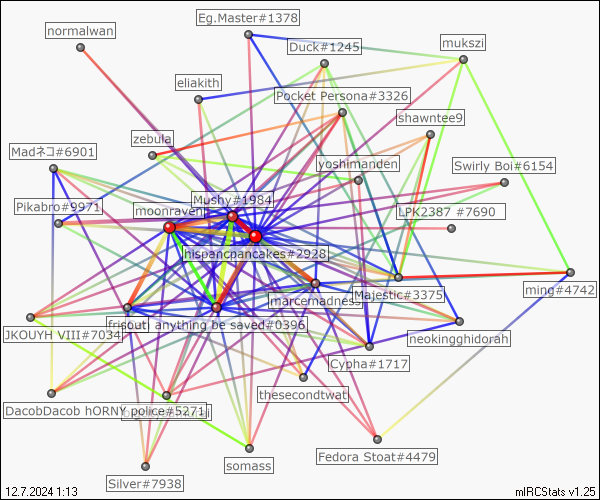 normalwan
Eg.Master#1378
Duck#1245
mukszi
eliakith
Pocket Persona#3326
shawntee9
zebula
Madネコ#6901
yoshimanden
Swirly Boi#6154
Mushy#1984
Pikabro#9971
moonraven
LPK2387 #7690
hispancpancakes#2928
marcemadness
Majestic#3375
ming#4742
JKOUYH VIII#7034
frisouti
anything be saved#0396
neokingghidorah
Cypha#1717
thesecondtwat
DacobDacob hORNY police#5271
somass
Fedora Stoat#4479
Silver#7938
12.7.2024 1:13
mIRCStats v1.25